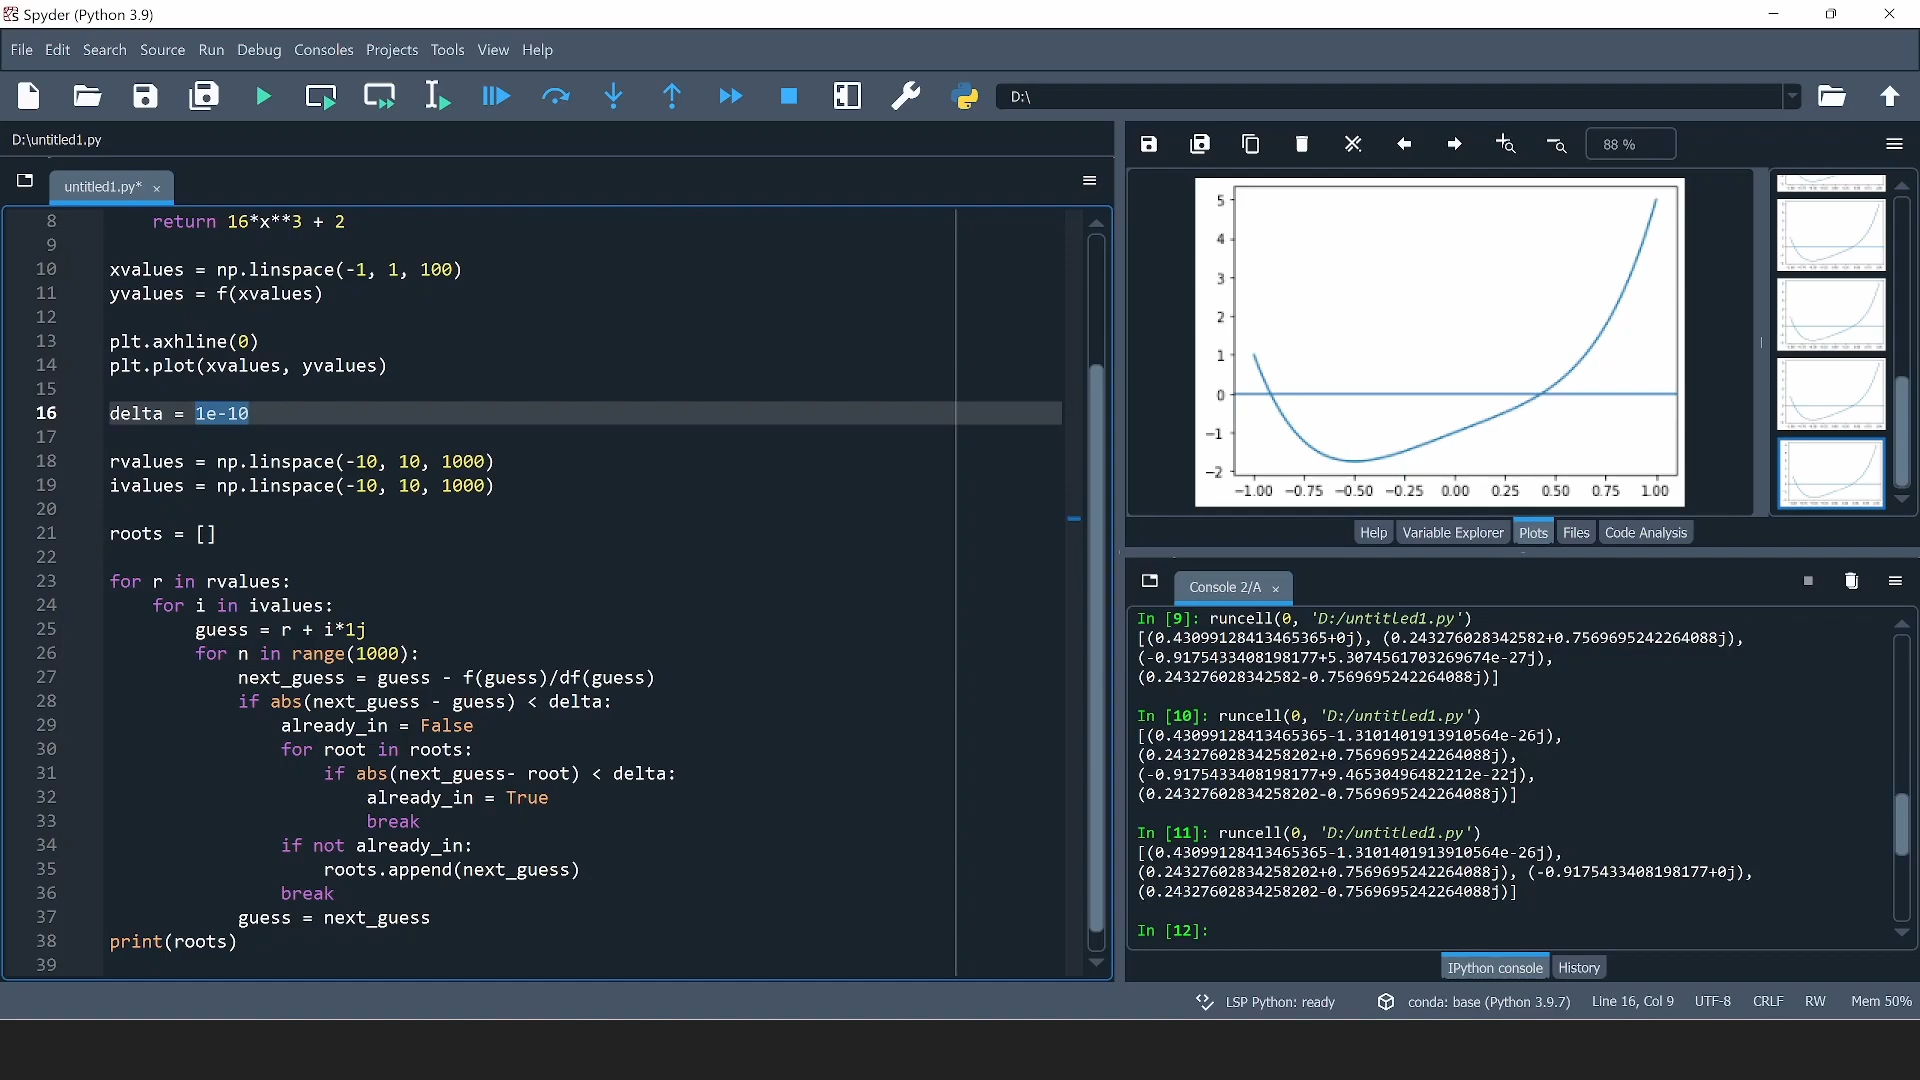 Spyder (Python 3.9)
File Edit Search Source Run Debug Consoles Projects Tools View Help
D:\
D:\untitled1.py
untitled1.py*
8 return 16*x**3 + 2
9
10 xvalues = np.linspace(-1, 1, 100)
11 yvalues = f(xvalues)
12
13 plt.axhline(0)
14 plt.plot(xvalues, yvalues)
15
16 delta = 1e-10
17
18 rvalues = np.linspace(-10, 10, 1000)
19 ivalues = np.linspace(-10, 10, 1000)
20
21 roots = []
22
23 for r in rvalues:
24 for i in ivalues:
25 guess = r + i*1j
26 for n in range(1000):
27 next_guess = guess - f(guess)/df(guess)
28 if abs(next_guess - guess) < delta:
29 already_in = False
30 for root in roots:
31 if abs(next_guess- root) < delta:
32 already_in = True
33 break
34 if not already_in:
35 roots.append(next_guess)
36 break
37 guess = next_guess
38 print(roots)
39
88 %
5
4
3
2
1
0
−1
−2
−1.00 −0.75 −0.50 −0.25 0.00 0.25 0.50 0.75 1.00
Help Variable Explorer Plots Files Code Analysis
Console 2/A
In [9]: runcell(0, 'D:/untitled1.py')
[(0.43099128413465365+0j), (0.243276028342582+0.7569695242264088j),
(-0.9175433408198177+5.3074561703269674e-27j),
(0.243276028342582-0.7569695242264088j)]
In [10]: runcell(0, 'D:/untitled1.py')
[(0.43099128413465365-1.3101401913910564e-26j),
(0.24327602834258202+0.7569695242264088j),
(-0.9175433408198177+9.46530496482212e-22j),
(0.24327602834258202-0.7569695242264088j)]
In [11]: runcell(0, 'D:/untitled1.py')
[(0.43099128413465365-1.3101401913910564e-26j),
(0.24327602834258202+0.7569695242264088j), (-0.9175433408198177+0j),
(0.24327602834258202-0.7569695242264088j)]
In [12]:
IPython console History
LSP Python: ready conda: base (Python 3.9.7) Line 16, Col 9 UTF-8 CRLF RW Mem 50%